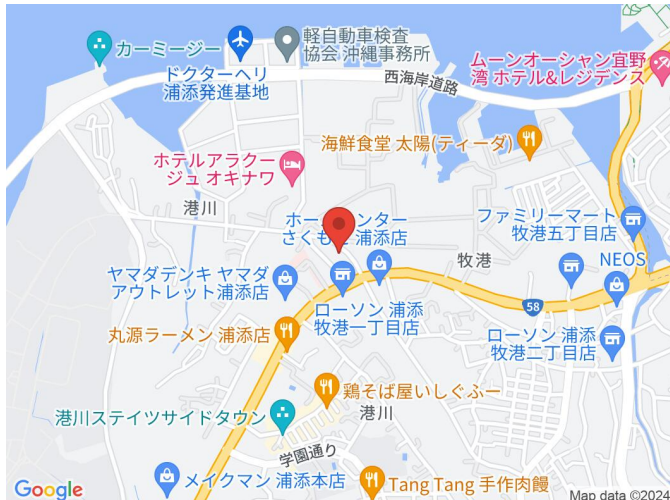 カーミージー
ドクターヘリ
浦添発進基地
軽自動車検査
協会 沖縄事務所
西海岸道路
ムーンオーシャン宜野
湾 ホテル&レジデンス
海鮮食堂 太陽(ティーダ)
ホテルアラクー
ジュ オキナワ
港川
ホー ンター
さくも 浦添店
ファミリーマート
牧港五丁目店
牧港
NEOS
ヤマダデンキ ヤマダ
アウトレット浦添店
ローソン 浦添
牧港一丁目店
58
丸源ラーメン 浦添店
ローソン 浦添
牧港二丁目店
鶏そば屋いしぐふー
港川ステイツサイドタウン
港川
学園通り
メイクマン 浦添本店
Tang Tang 手作肉饅
Google
Map data ©2024